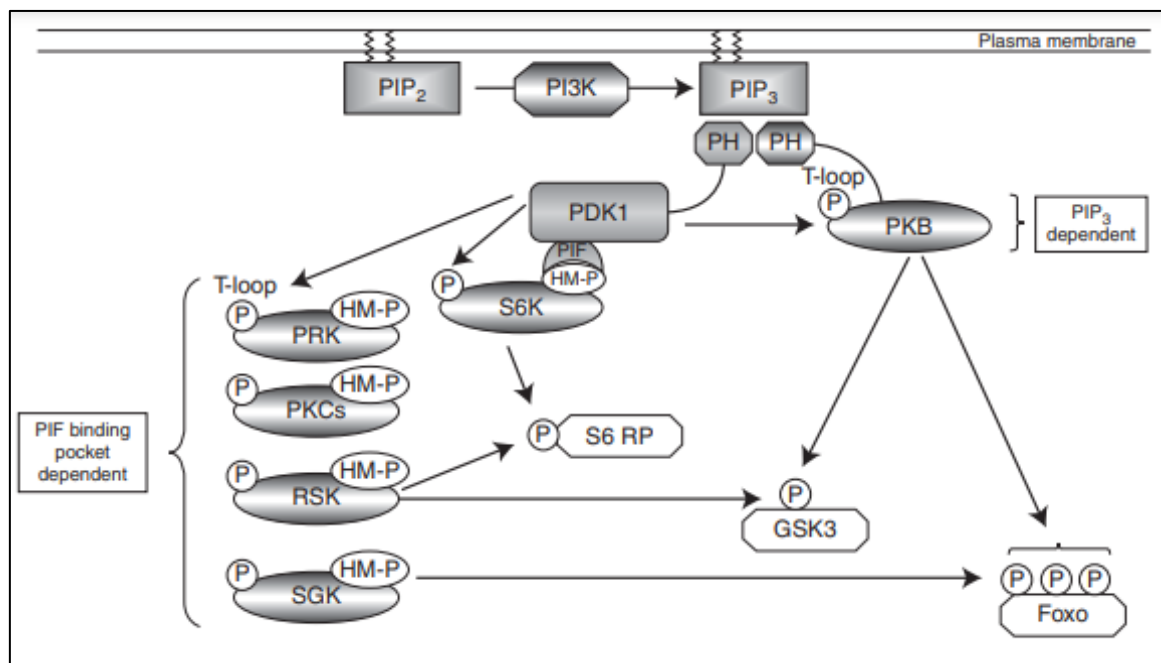 Plasma membrane
PIP2
PI3K
PIP3
PH
PH
T-loop
P
PDK1
PKB
PIP3
dependent
PIF
HM-P
P
S6K
T-loop
P
HM-P
PRK
P
HM-P
PKCs
PIF binding
pocket
dependent
P
S6 RP
P
HM-P
RSK
P
GSK3
P
HM-P
SGK
P P P
Foxo